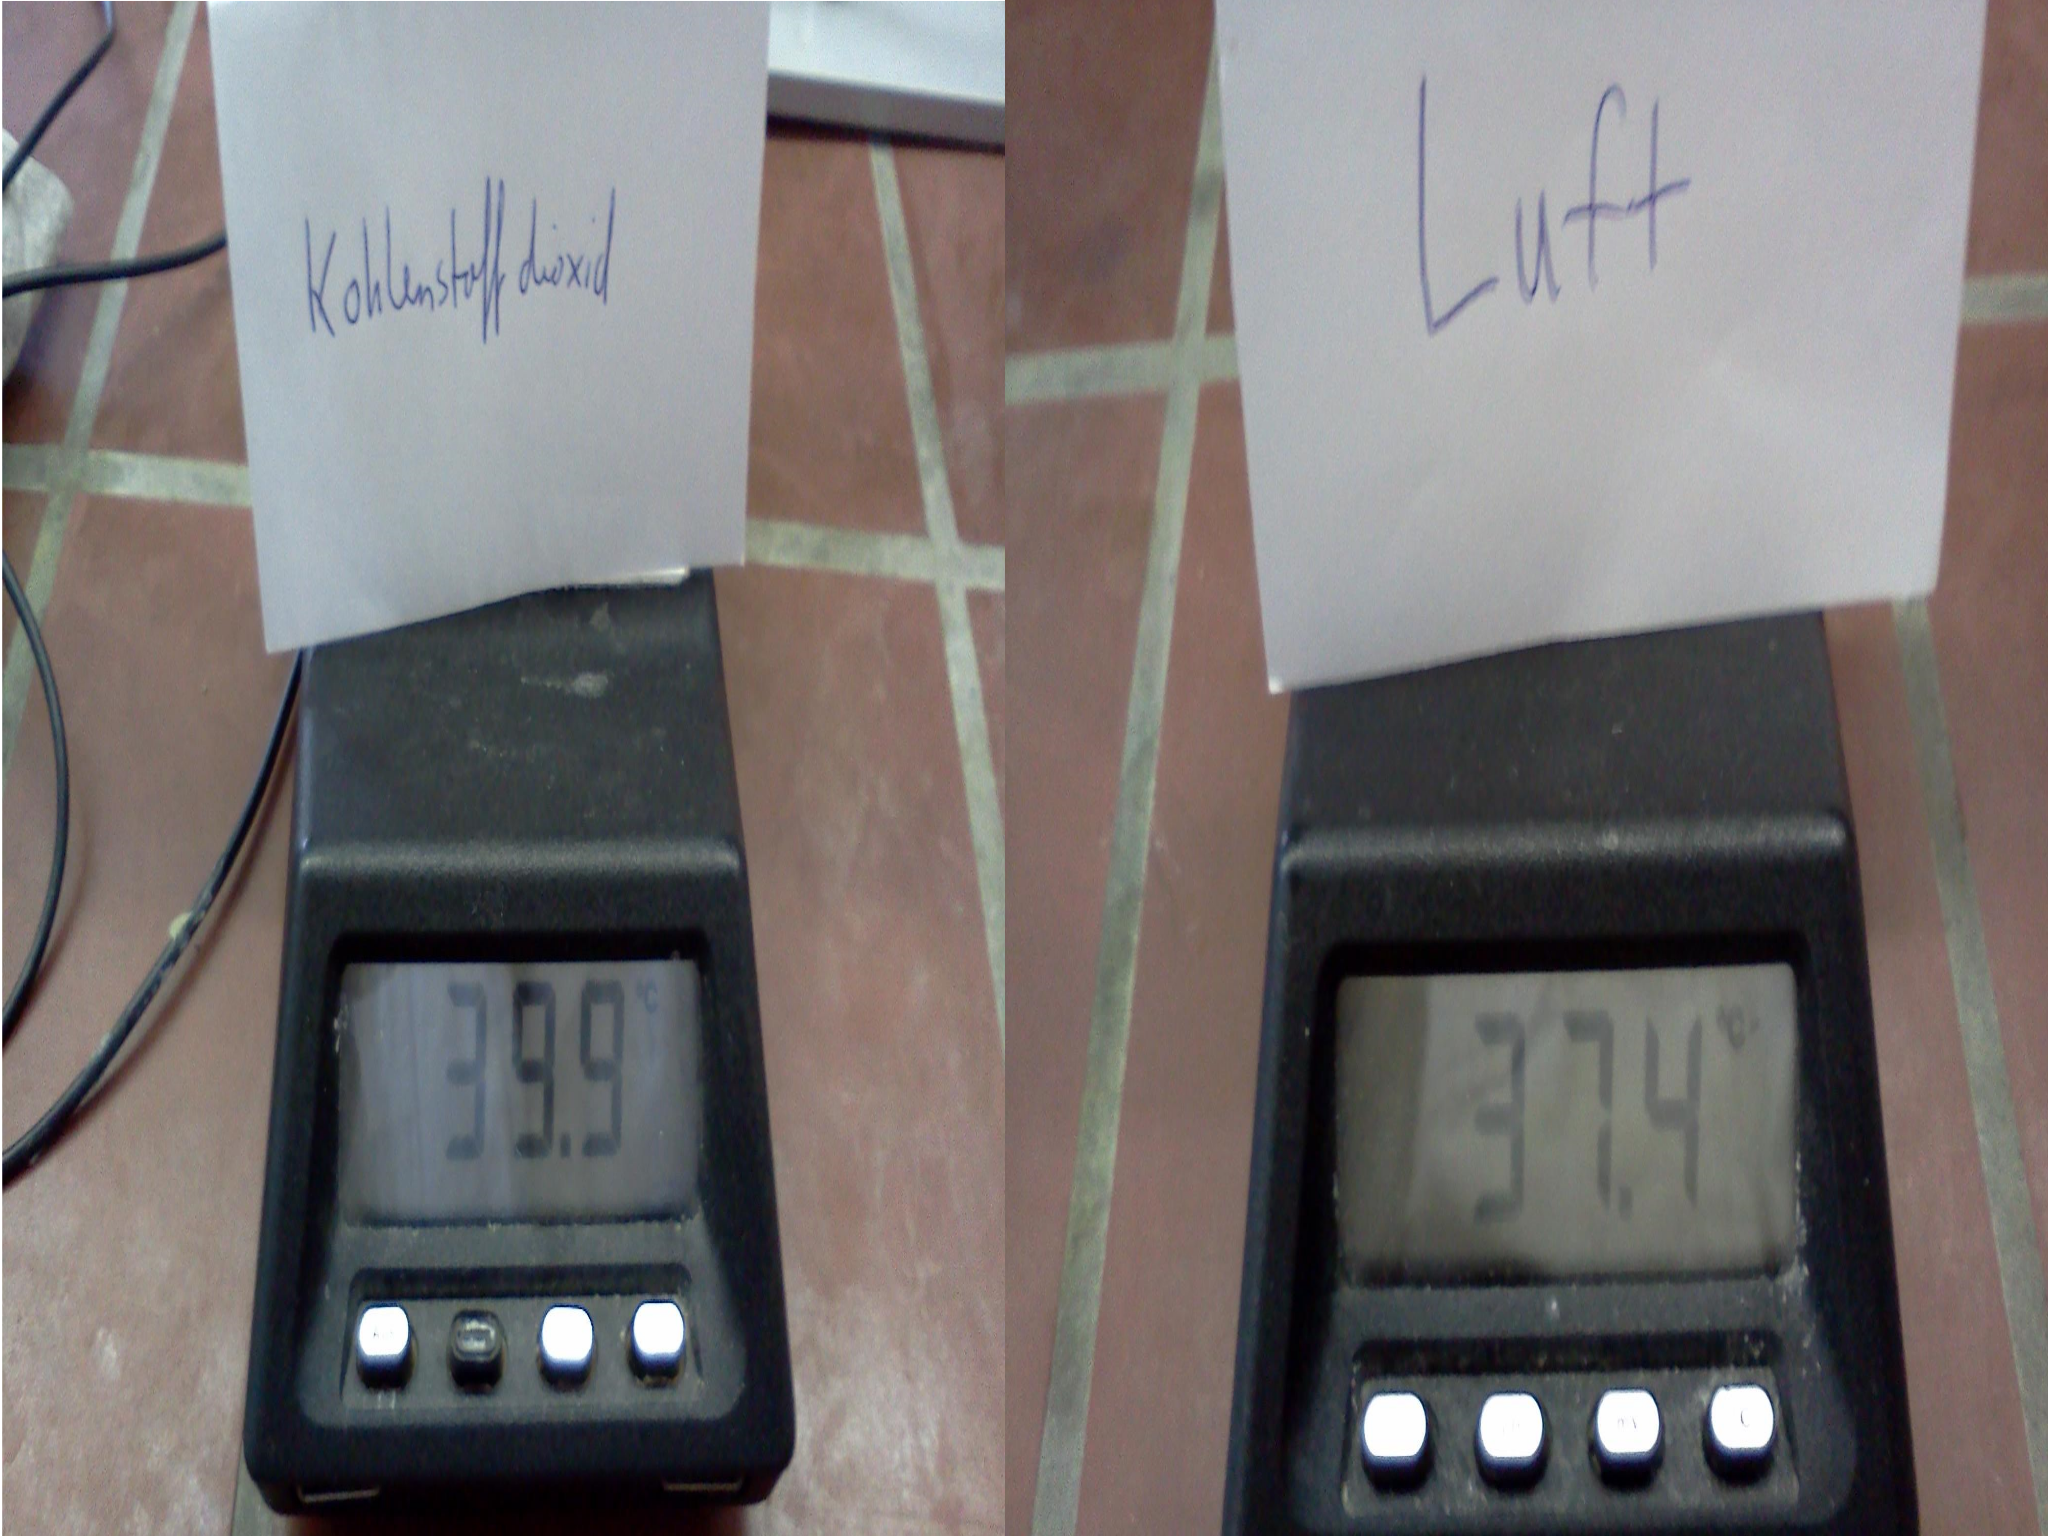 Kohlenstoffdioxid
39.9 °C
Luft
37.4 °C